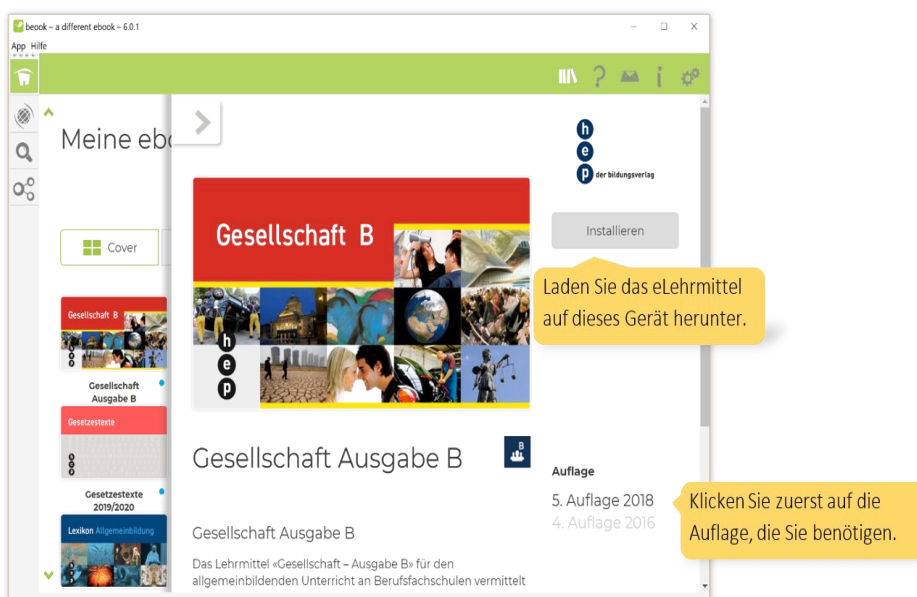 beook – a different ebook – 6.0.1
App Hilfe
Meine ebo
Cover
Gesellschaft B
hep
Gesellschaft
Ausgabe B
Gesetzestexte
Gesetzestexte
2019/2020
Lexikon Allgemeinbildung
Gesellschaft B
h
e
p
Gesellschaft Ausgabe B
B
Gesellschaft Ausgabe B
Das Lehrmittel «Gesellschaft – Ausgabe B» für den
allgemeinbildenden Unterricht an Berufsfachschulen vermittelt
h
e
p der bildungsverlag
Installieren
Laden Sie das eLehrmittel
auf dieses Gerät herunter.
Auflage
5. Auflage 2018
4. Auflage 2016
Klicken Sie zuerst auf die
Auflage, die Sie benötigen.